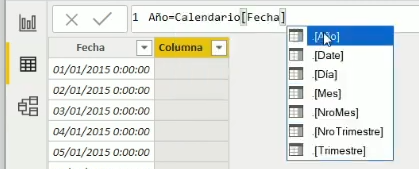 1 Año=Calendario[Fecha]
Fecha Columna
01/01/2015 0:00:00
02/01/2015 0:00:00
03/01/2015 0:00:00
04/01/2015 0:00:00
05/01/2015 0:00:00
.[Año]
.[Date]
.[Día]
.[Mes]
.[NroMes]
.[NroTrimestre]
.[Trimestre]